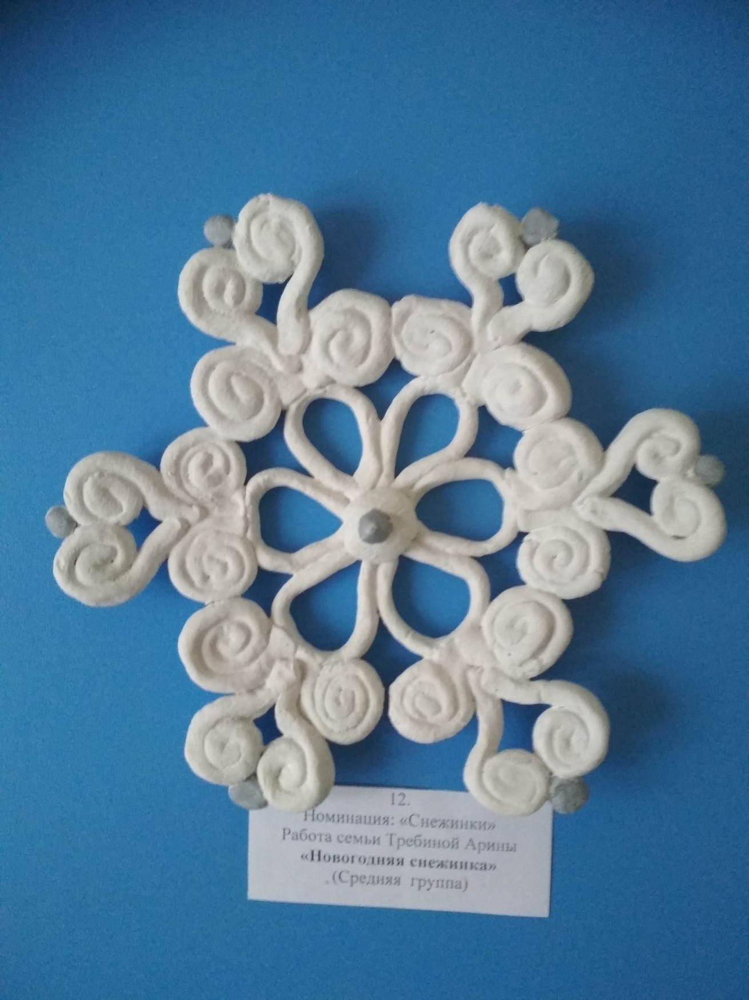 12.
Номинация: «Снежинки»
Работа семьи Требиной Арины
«Новогодняя снежинка»
(Средняя группа)